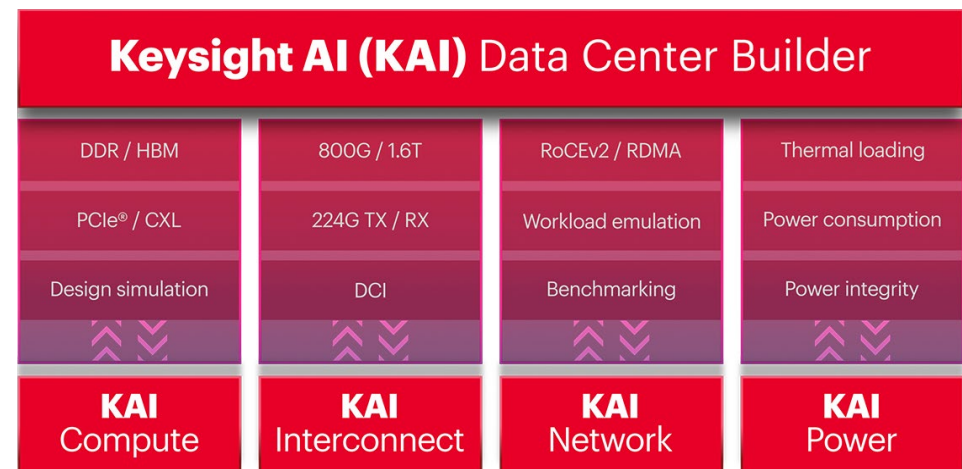 Keysight AI (KAI) Data Center Builder
DDR / HBM
PCIe® / CXL
Design simulation
KAI
Compute
800G / 1.6T
224G TX / RX
DCI
KAI
Interconnect
RoCEv2 / RDMA
Workload emulation
Benchmarking
KAI
Network
Thermal loading
Power consumption
Power integrity
KAI
Power